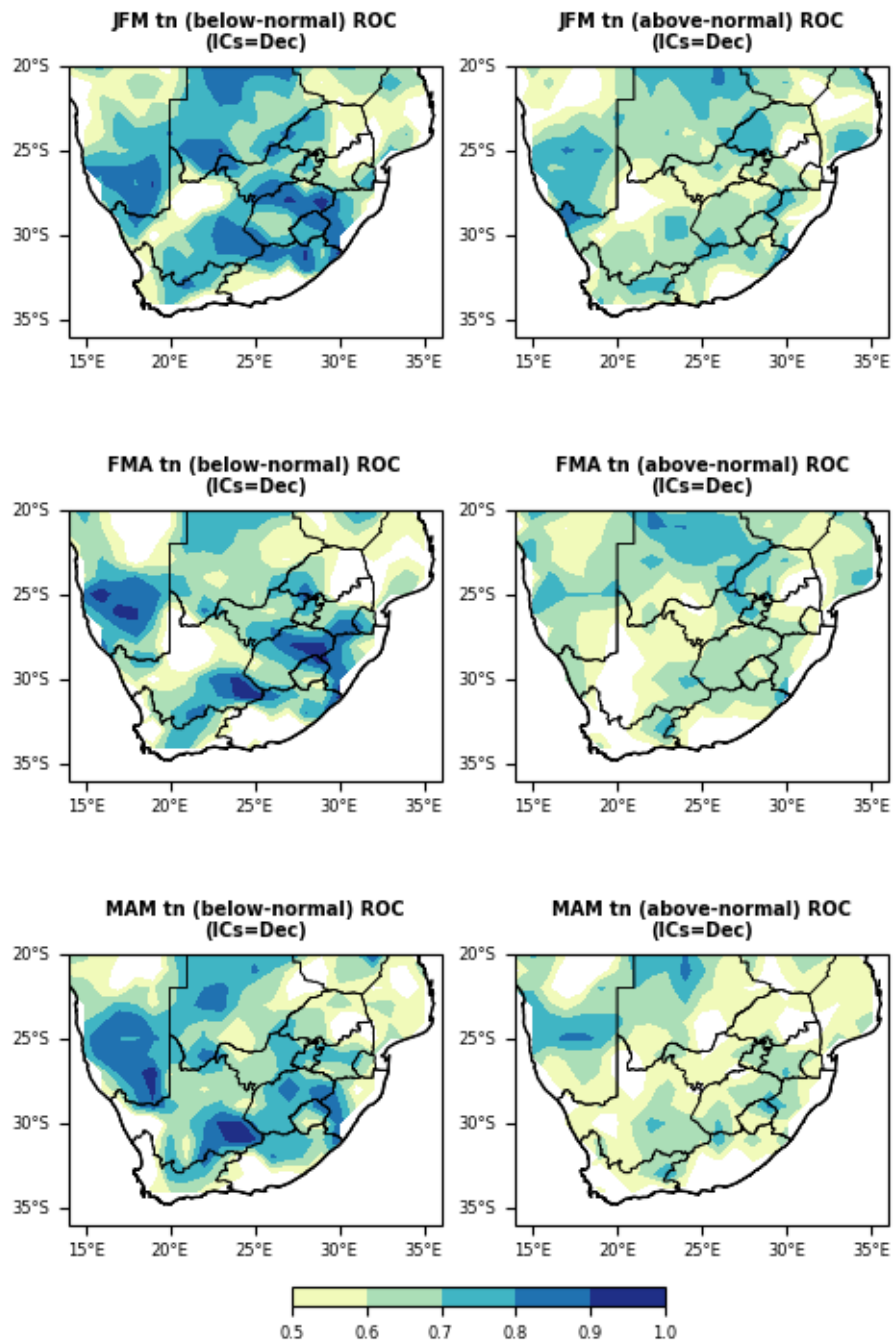 JFM tn (below-normal) ROC
(ICs=Dec)
JFM tn (above-normal) ROC
(ICs=Dec)
20°S
25°S
30°S
35°S
15°E 20°E 25°E 30°E 35°E
20°S
25°S
30°S
35°S
15°E 20°E 25°E 30°E 35°E
FMA tn (below-normal) ROC
(ICs=Dec)
FMA tn (above-normal) ROC
(ICs=Dec)
20°S
25°S
30°S
35°S
15°E 20°E 25°E 30°E 35°E
20°S
25°S
30°S
35°S
15°E 20°E 25°E 30°E 35°E
MAM tn (below-normal) ROC
(ICs=Dec)
MAM tn (above-normal) ROC
(ICs=Dec)
20°S
25°S
30°S
35°S
15°E 20°E 25°E 30°E 35°E
20°S
25°S
30°S
35°S
15°E 20°E 25°E 30°E 35°E
0.5 0.6 0.7 0.8 0.9 1.0